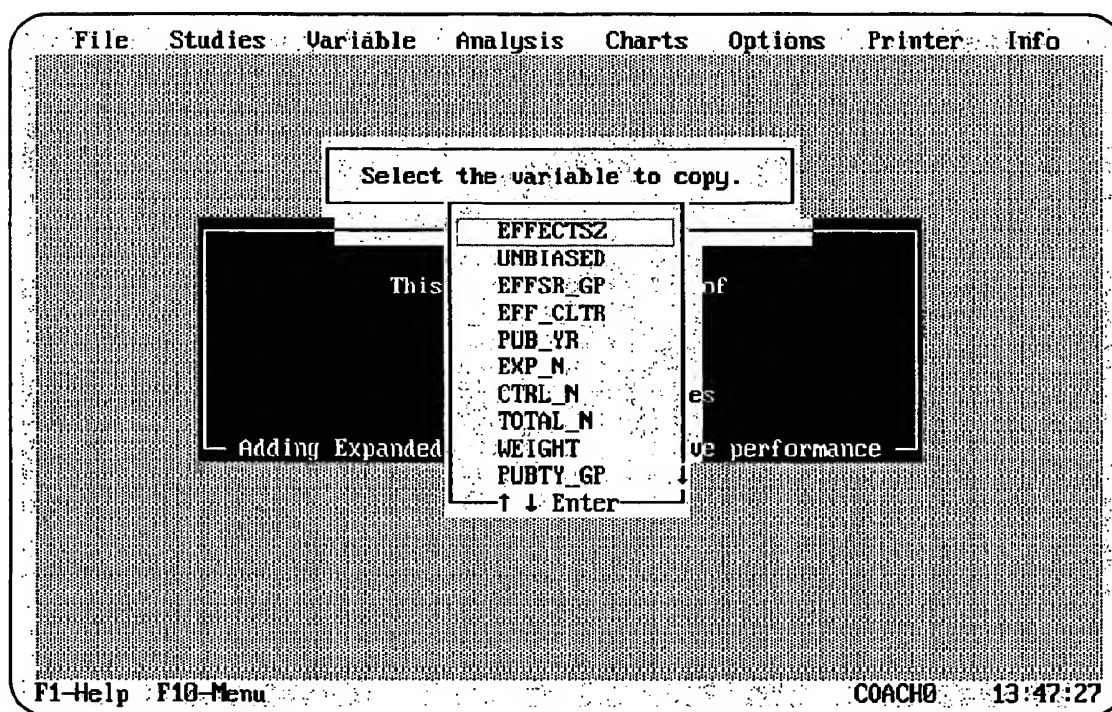 File Studies Variable Analysis Charts Options Printer Info
Select the variable to copy.
EFFECTSZ
UNBIASED
This EFFSR_GP of
EFF_CLTR
PUB_YR
EXP_N
CTRL_N es
TOTAL_N
Adding Expanded WEIGHT ve performance
PUBTY_GP
↑ ↓ Enter
F1-Help F10-Menu COACH0 13:47:27